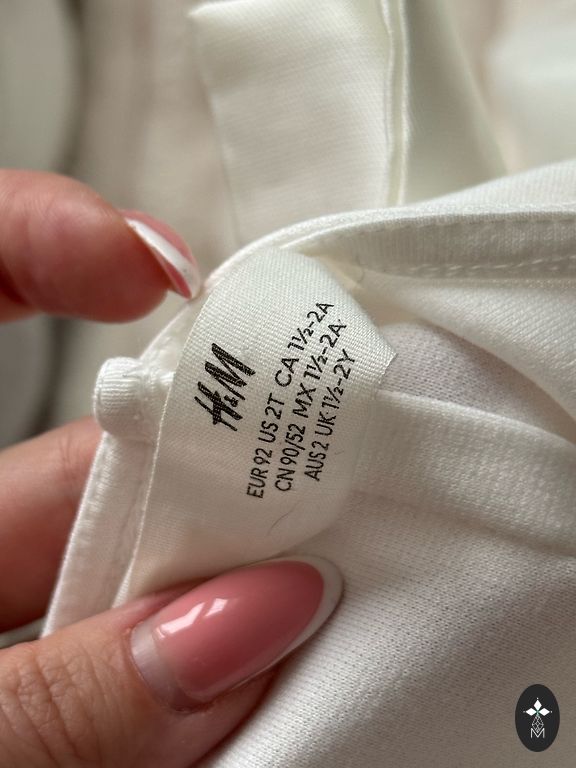 H&M
EUR 92 US 2T CA 1½-2A
CN 90/52 MX 1½-2A
AUS 2 UK 1½-2Y
M